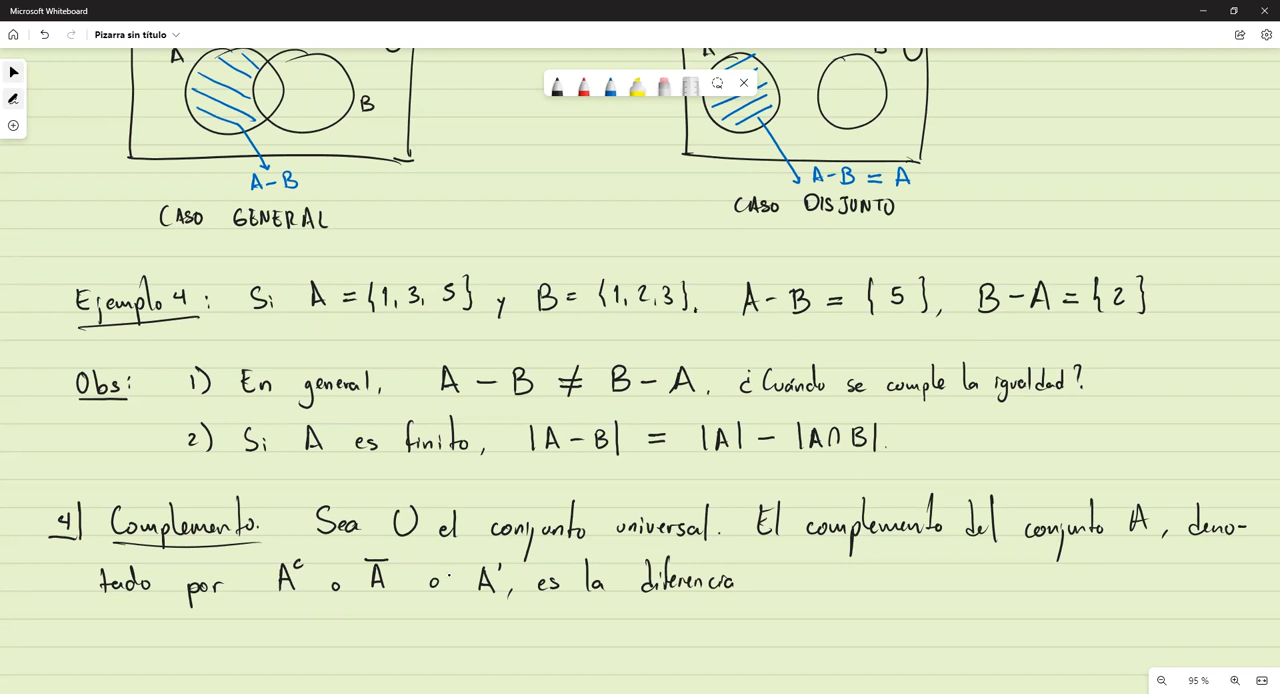 Microsoft Whiteboard
Pizarra sin título
A B
A U
B
A - B
A - B = A
CASO GENERAL
CASO DISJUNTO
Ejemplo 4: Si A = {1, 3, 5} y B = {1, 2, 3}. A - B = {5}, B - A = {2}
Obs: 1) En general, A - B ≠ B - A. ¿Cuándo se cumple la igualdad?
2) Si A es finito, |A - B| = |A| - |A∩B|.
4) Complemento. Sea U el conjunto universal. El complemento del conjunto A, deno-
tado por Aᶜ o A̅ o A', es la diferencia
95 %